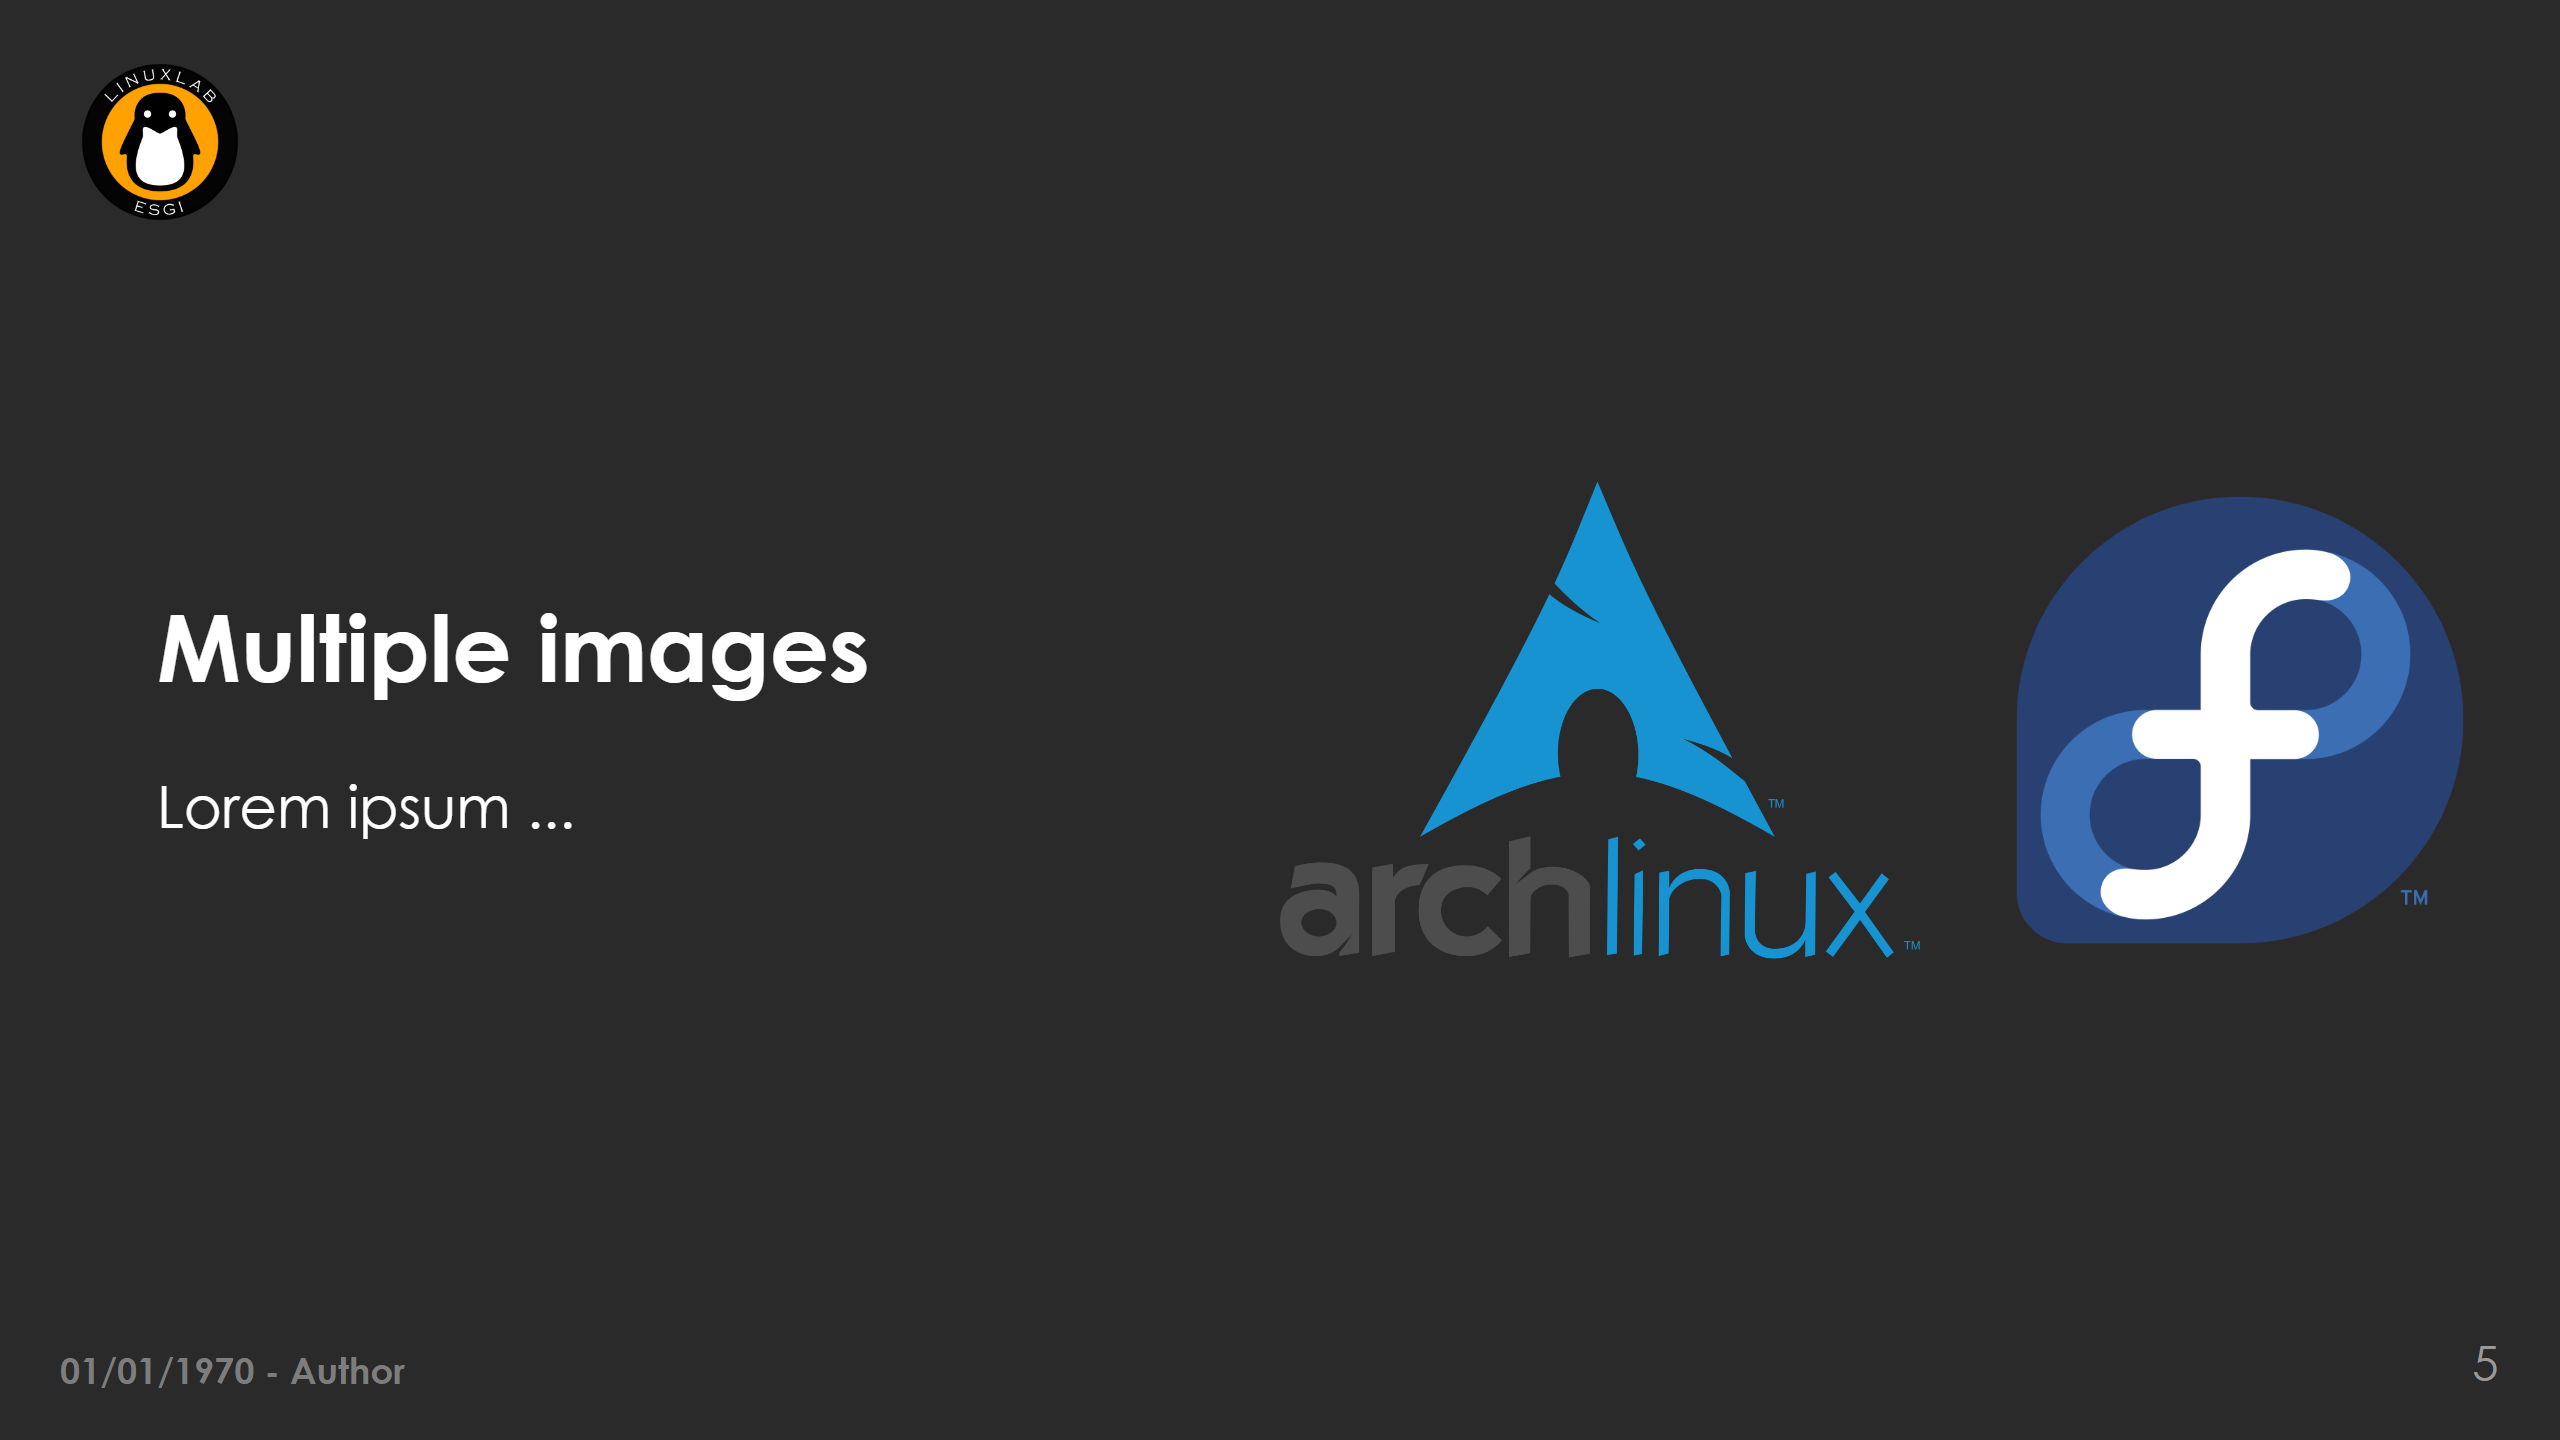 LINUXLAB
ESGI
Multiple images
Lorem ipsum ...
TM
archlinux TM
TM
01/01/1970 - Author
5